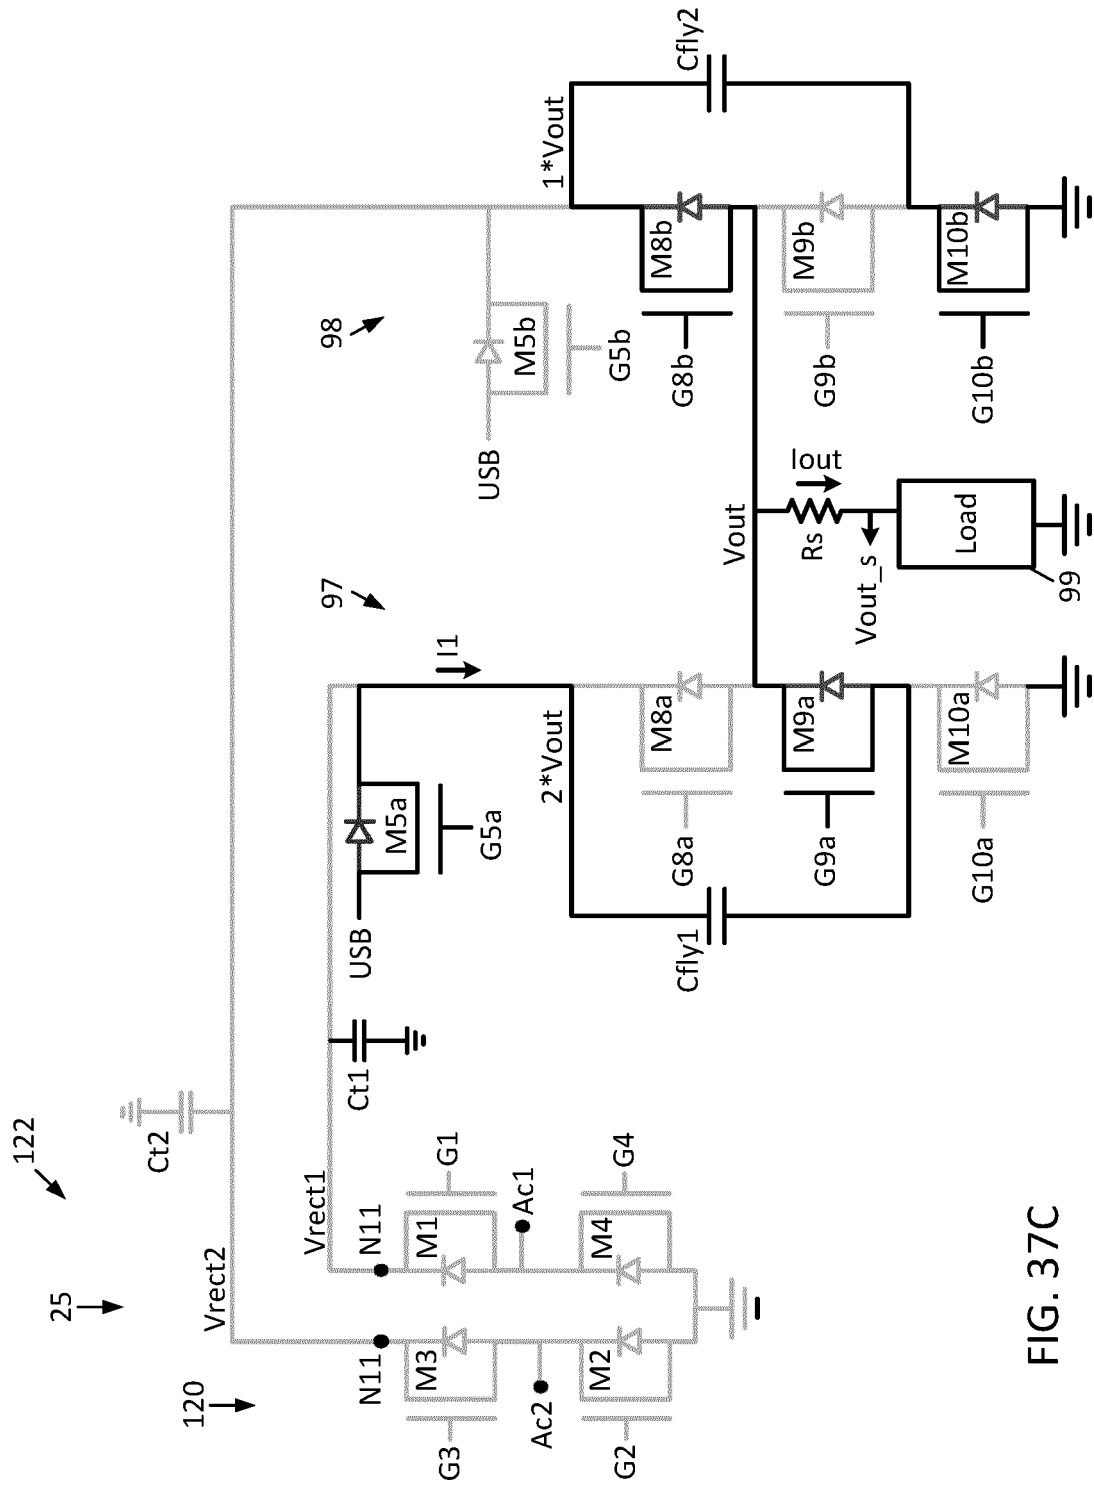 122
25
120
Vrect2
Ct2
Vrect1
N11
N11
M3
M1
G3
G1
Ac2
Ac1
M2
M4
G2
G4
Ct1
USB
M5a
G5a
97
I1
2*Vout
Cfly1
G8a
M8a
G9a
M9a
G10a
M10a
Vout
Rs
Iout
Vout_s
Load
99
98
USB
M5b
G5b
1*Vout
Cfly2
G8b
M8b
G9b
M9b
G10b
M10b
FIG. 37C